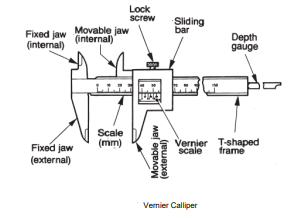 Lock
screw
Fixed jaw
(internal)
Movable jaw
(internal)
Sliding
bar
Depth
gauge
Fixed jaw
(external)
Scale
(mm)
Movable jaw
(external)
Vernier
scale
T-shaped
frame
Vernier Calliper